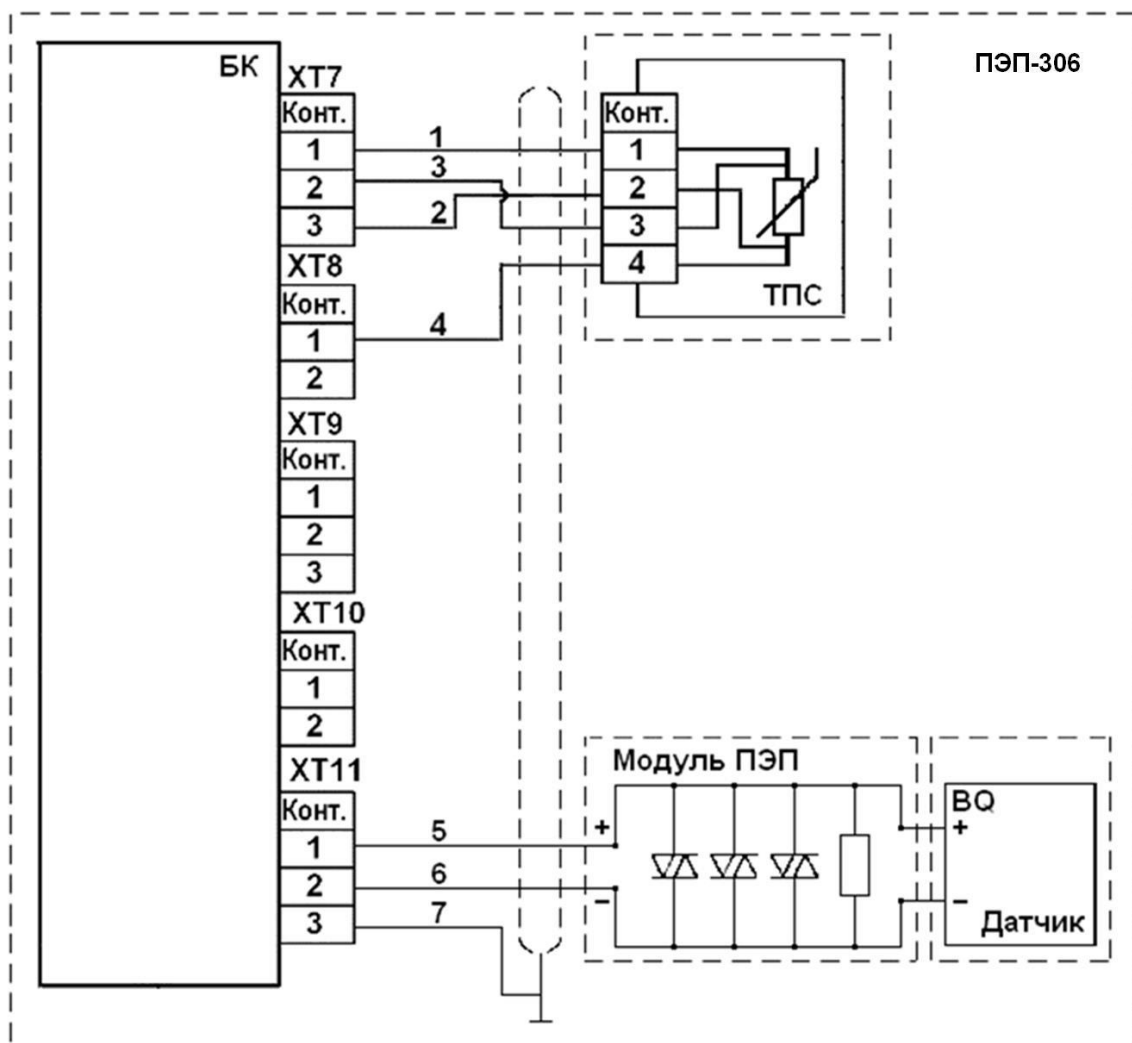 БК
ПЭП-306
XT7
Конт.
1
2
3
XT8
Конт.
1
2
XT9
Конт.
1
2
3
XT10
Конт.
1
2
XT11
Конт.
1
2
3
1
3
2
4
5
6
7
Конт.
1
2
3
4
ТПС
Модуль ПЭП
+
−
BQ
+
−
Датчик